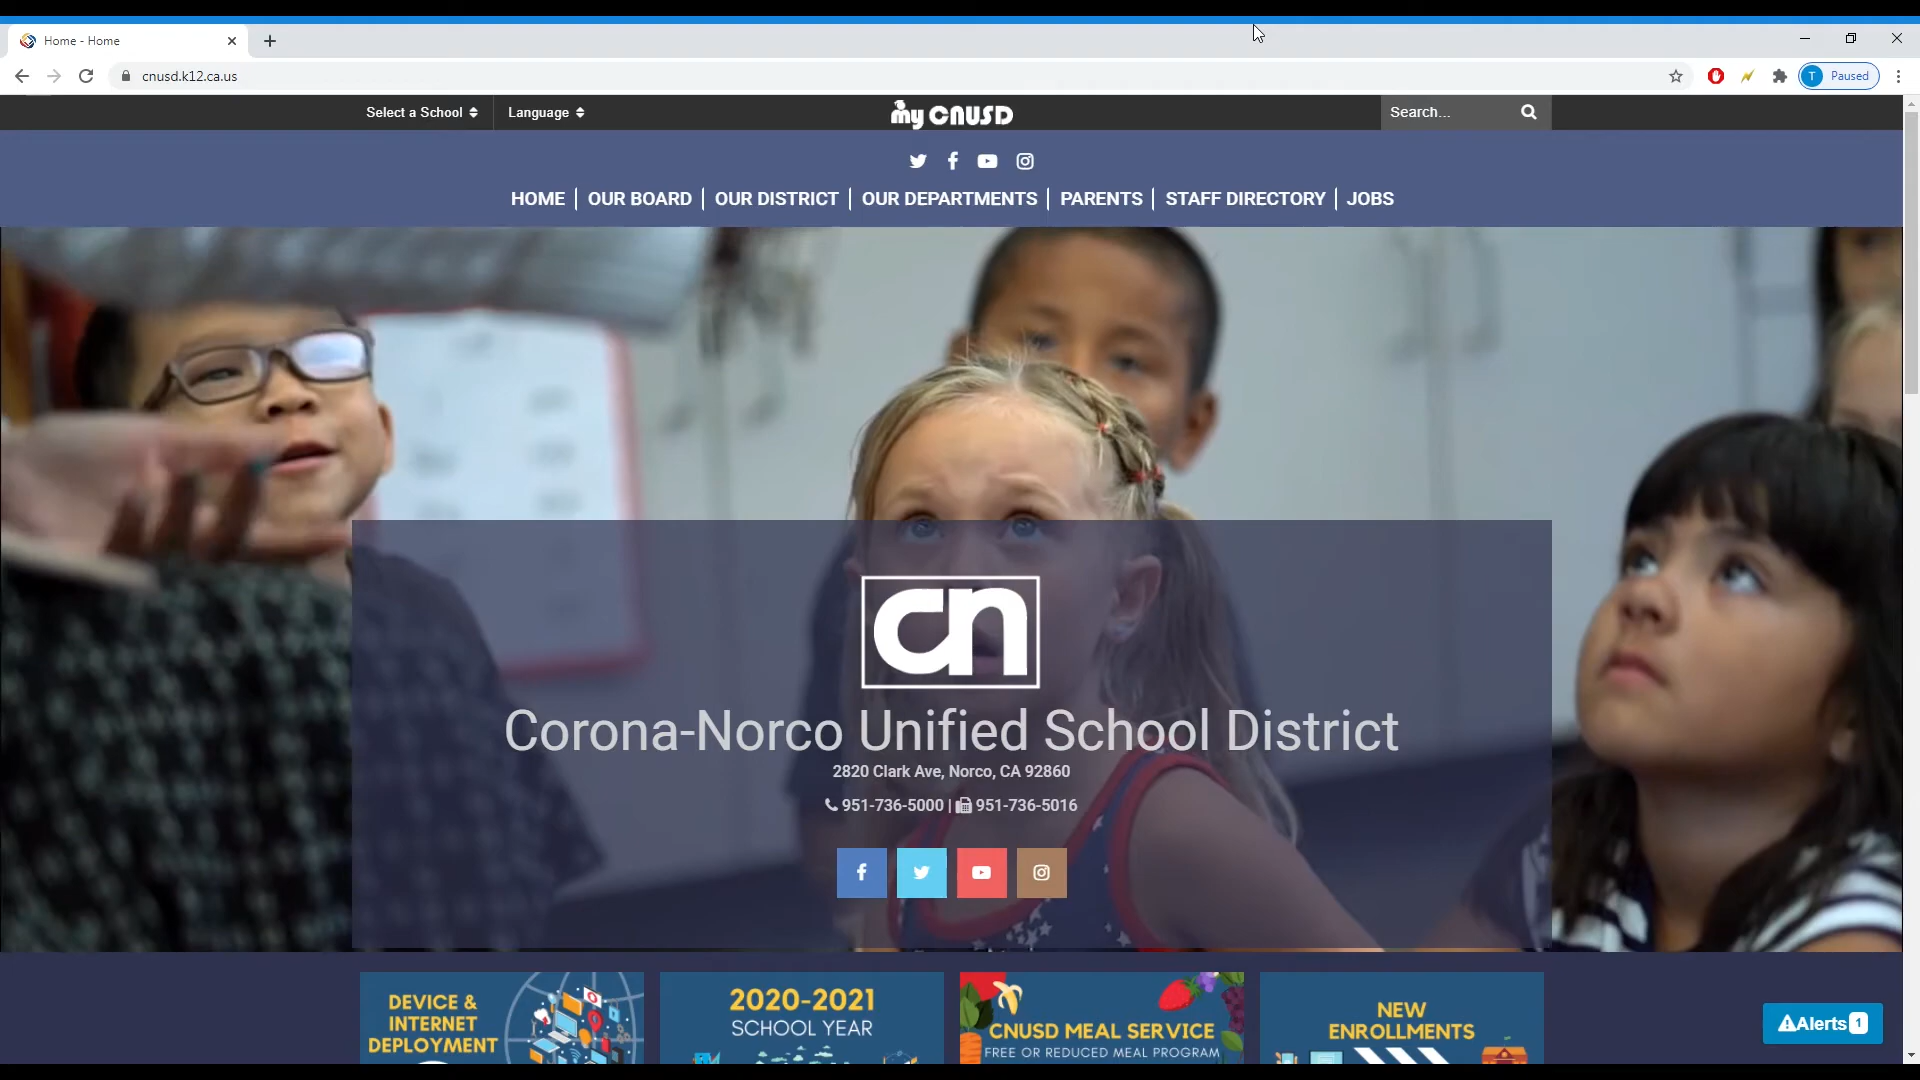 Home - Home
cnusd.k12.ca.us
T Paused
Select a School
Language
my CNUSD
Search...
HOME
OUR BOARD
OUR DISTRICT
OUR DEPARTMENTS
PARENTS
STAFF DIRECTORY
JOBS
cn
Corona-Norco Unified School District
2820 Clark Ave, Norco, CA 92860
951-736-5000 | 951-736-5016
DEVICE &
INTERNET
DEPLOYMENT
2020-2021
SCHOOL YEAR
CNUSD MEAL SERVICE
FREE OR REDUCED MEAL PROGRAM
NEW
ENROLLMENTS
Alerts 1